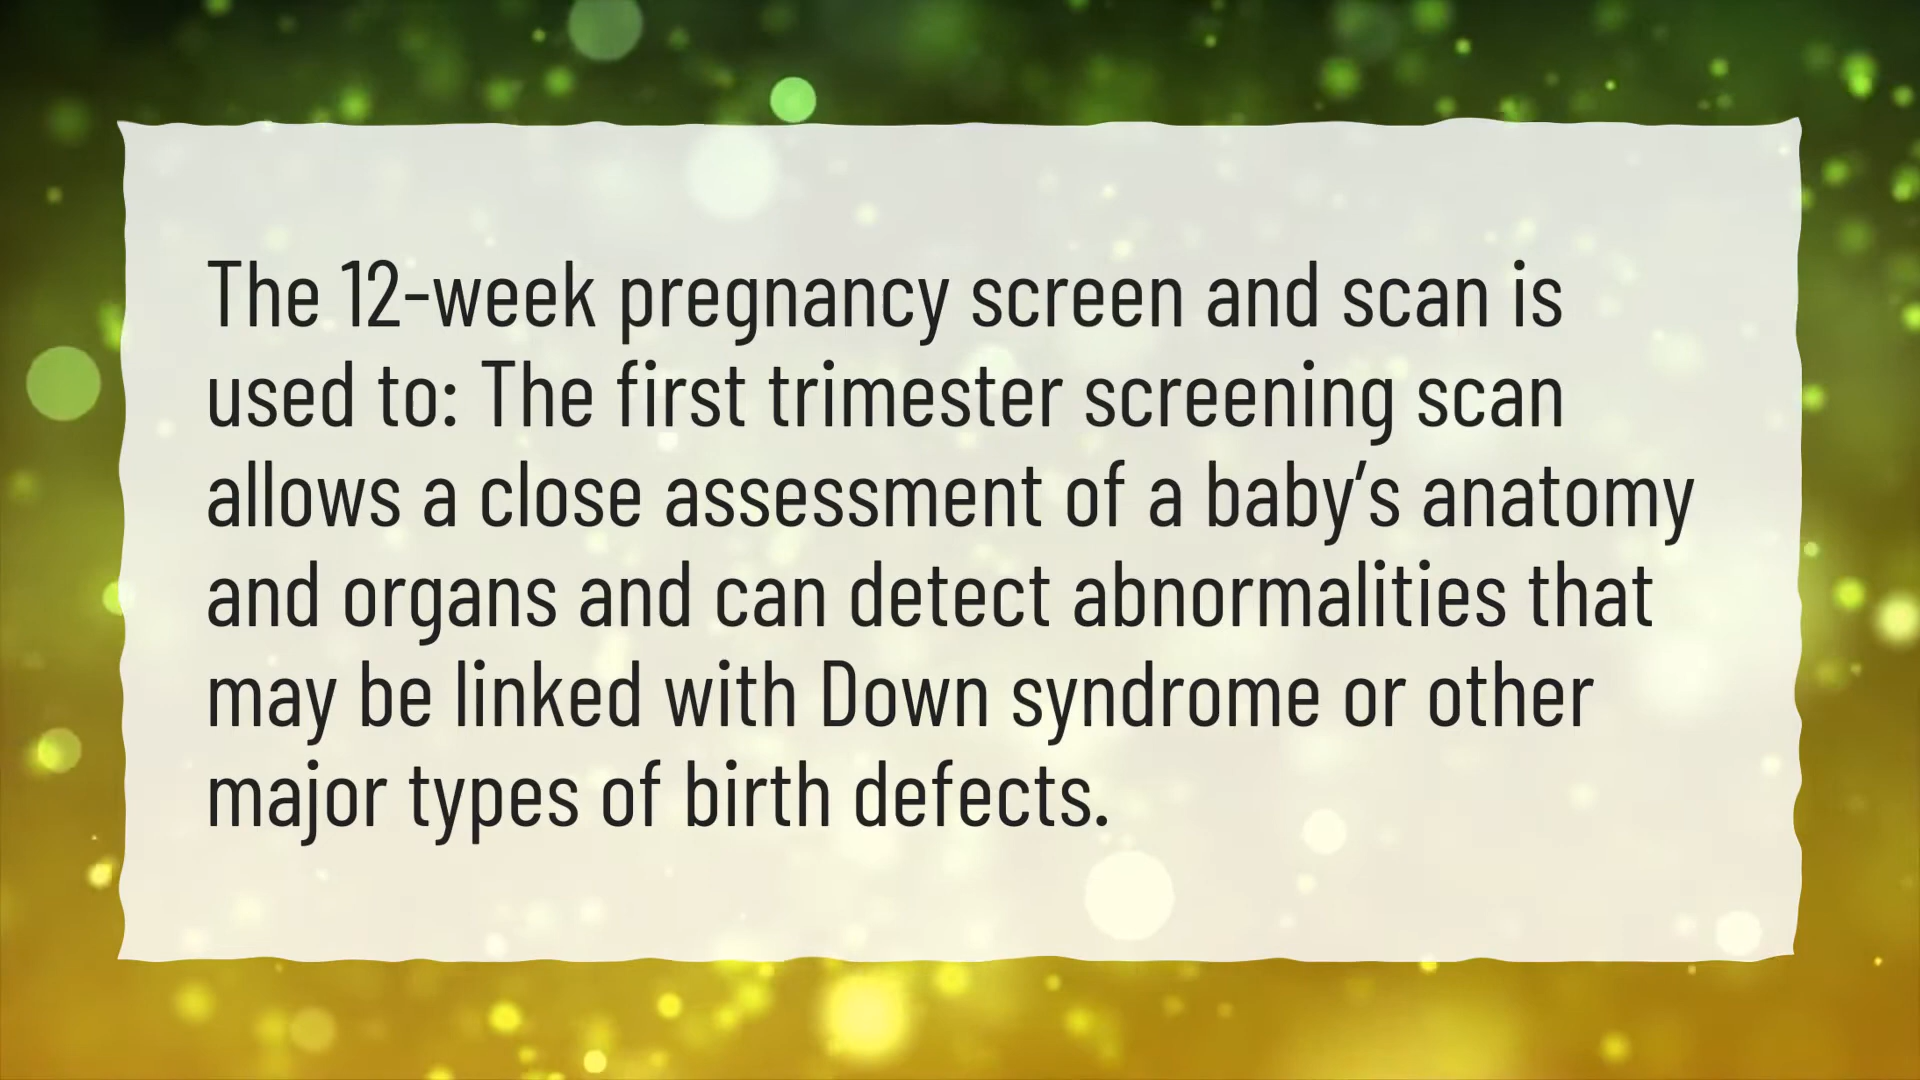 The 12-week pregnancy screen and scan is
used to: The first trimester screening scan
allows a close assessment of a baby’s anatomy
and organs and can detect abnormalities that
may be linked with Down syndrome or other
major types of birth defects.